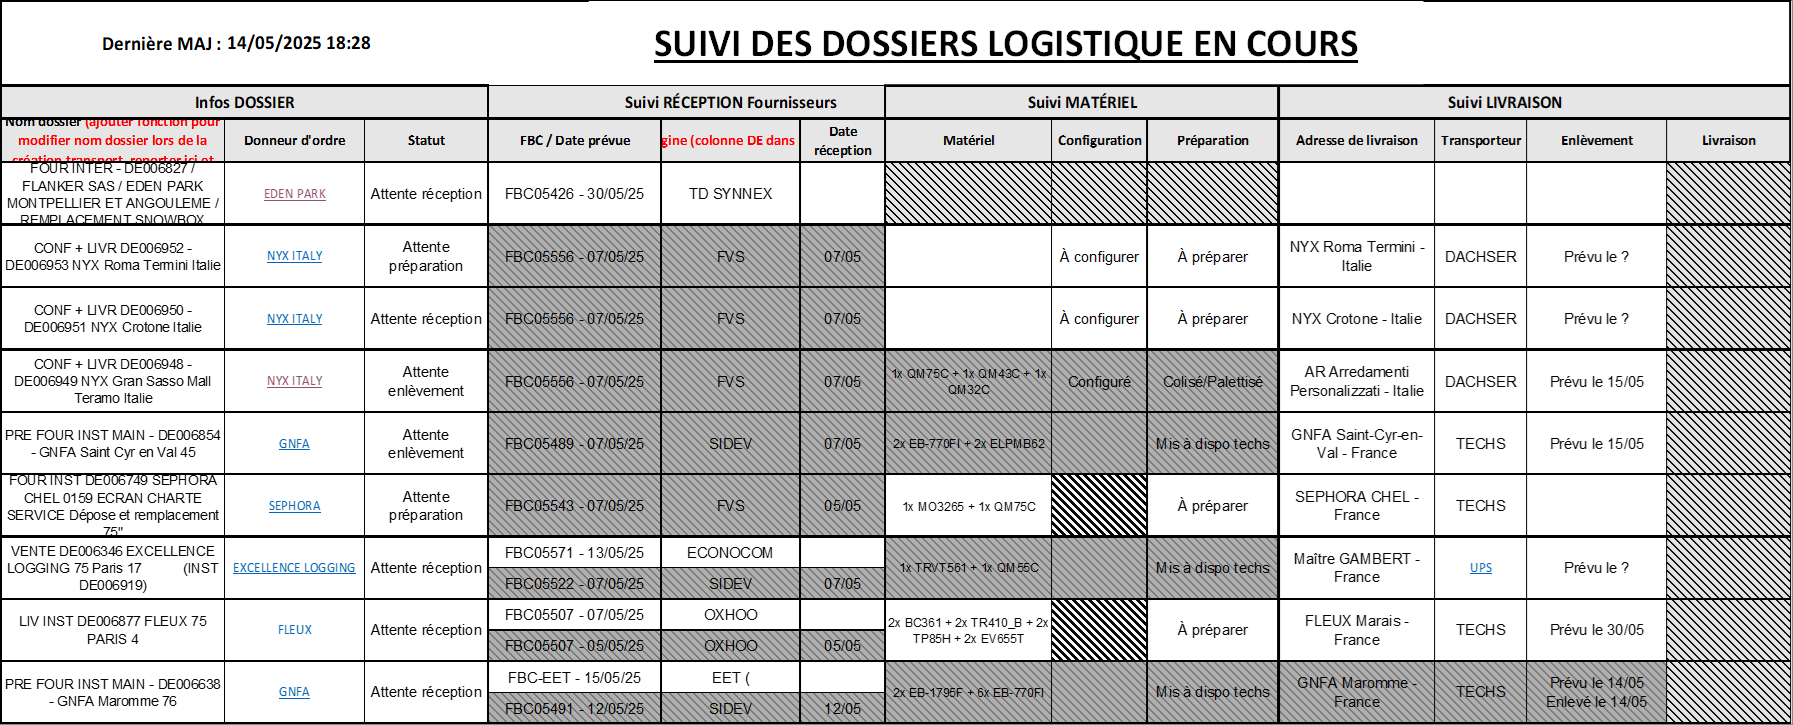 Dernière MAJ : 14/05/2025 18:28
SUIVI DES DOSSIERS LOGISTIQUE EN COURS
Infos DOSSIER
Suivi RÉCEPTION Fournisseurs
Suivi MATÉRIEL
Suivi LIVRAISON
Nom dossier (ajouter fonction pour
modifier nom dossier lors de la
création transport, reporter ici et
Donneur d'ordre
Statut
FBC / Date prévue
gine (colonne DE dans
Date
réception
Matériel
Configuration
Préparation
Adresse de livraison
Transporteur
Enlèvement
Livraison
FOUR INTER - DE006827 /
FLANKER SAS / EDEN PARK
MONTPELLIER ET ANGOULEME /
REMPLACEMENT SNOWBOX
EDEN PARK
Attente réception
FBC05426 - 30/05/25
TD SYNNEX
CONF + LIVR DE006952 -
DE006953 NYX Roma Termini Italie
NYX ITALY
Attente
préparation
FBC05556 - 07/05/25
FVS
07/05
À configurer
À préparer
NYX Roma Termini -
Italie
DACHSER
Prévu le ?
CONF + LIVR DE006950 -
DE006951 NYX Crotone Italie
NYX ITALY
Attente réception
FBC05556 - 07/05/25
FVS
07/05
À configurer
À préparer
NYX Crotone - Italie
DACHSER
Prévu le ?
CONF + LIVR DE006948 -
DE006949 NYX Gran Sasso Mall
Teramo Italie
NYX ITALY
Attente
enlèvement
FBC05556 - 07/05/25
FVS
07/05
1x QM75C + 1x QM43C + 1x
QM32C
Configuré
Colisé/Palettisé
AR Arredamenti
Personalizzati - Italie
DACHSER
Prévu le 15/05
PRE FOUR INST MAIN - DE006854
- GNFA Saint Cyr en Val 45
GNFA
Attente
enlèvement
FBC05489 - 07/05/25
SIDEV
07/05
2x EB-770FI + 2x ELPMB62
Mis à dispo techs
GNFA Saint-Cyr-en-
Val - France
TECHS
Prévu le 15/05
FOUR INST DE006749 SEPHORA
CHEL 0159 ECRAN CHARTE
SERVICE Dépose et remplacement
75"
SEPHORA
Attente
préparation
FBC05543 - 07/05/25
FVS
05/05
1x MO3265 + 1x QM75C
À préparer
SEPHORA CHEL -
France
TECHS
VENTE DE006346 EXCELLENCE
LOGGING 75 Paris 17 (INST
DE006919)
EXCELLENCE LOGGING
Attente réception
FBC05571 - 13/05/25
ECONOCOM
FBC05522 - 07/05/25
SIDEV
07/05
1x TRVT561 + 1x QM55C
Mis à dispo techs
Maître GAMBERT -
France
UPS
Prévu le ?
LIV INST DE006877 FLEUX 75
PARIS 4
FLEUX
Attente réception
FBC05507 - 07/05/25
OXHOO
FBC05507 - 05/05/25
OXHOO
05/05
2x BC361 + 2x TR410_B + 2x
TP85H + 2x EV655T
À préparer
FLEUX Marais -
France
TECHS
Prévu le 30/05
PRE FOUR INST MAIN - DE006638
- GNFA Maromme 76
GNFA
Attente réception
FBC-EET - 15/05/25
EET (
FBC05491 - 12/05/25
SIDEV
12/05
2x EB-1795F + 6x EB-770FI
Mis à dispo techs
GNFA Maromme -
France
TECHS
Prévu le 14/05
Enlevé le 14/05